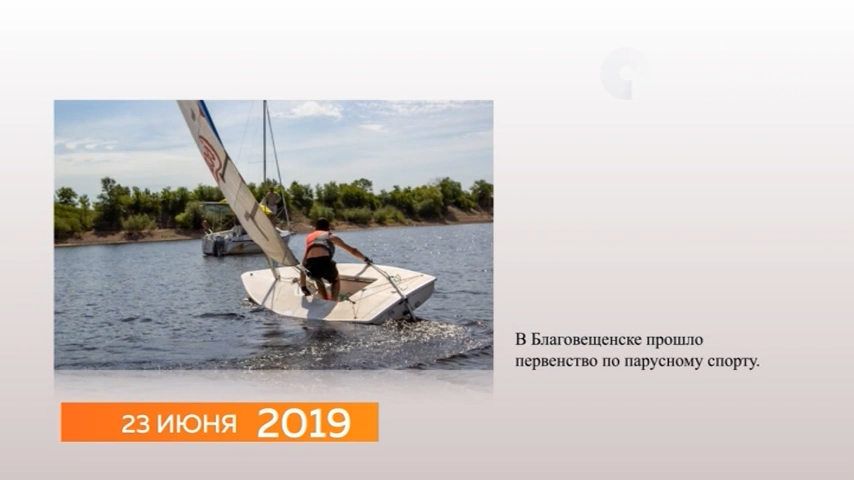 В Благовещенске прошло
первенство по парусному спорту.
23 ИЮНЯ 2019